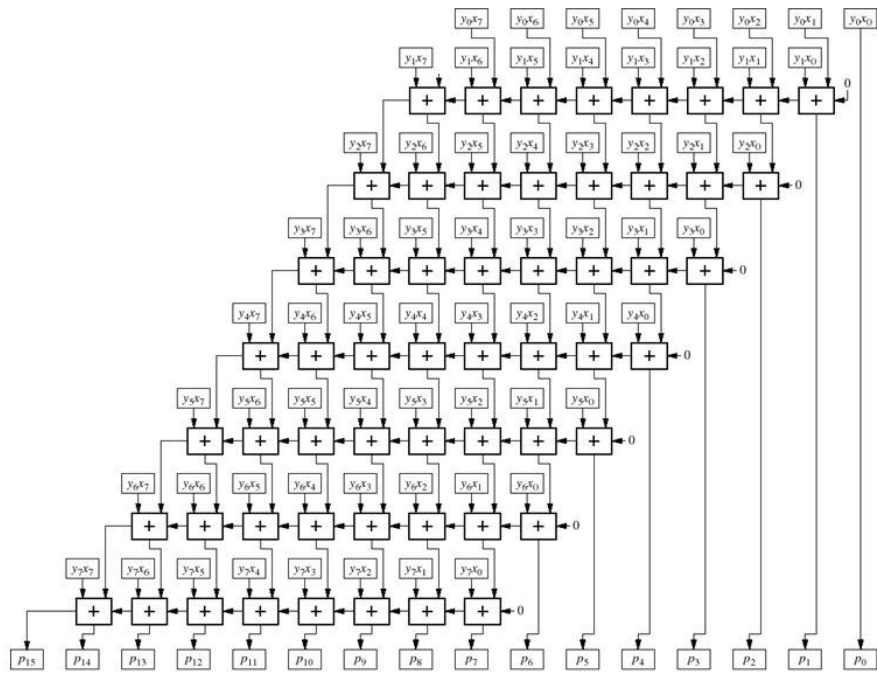 y₀x₇ y₀x₆ y₀x₅ y₀x₄ y₀x₃ y₀x₂ y₀x₁ y₀x₀
y₁x₇ y₁x₆ y₁x₅ y₁x₄ y₁x₃ y₁x₂ y₁x₁ y₁x₀
+ + + + + + + + 0
y₂x₇ y₂x₆ y₂x₅ y₂x₄ y₂x₃ y₂x₂ y₂x₁ y₂x₀
+ + + + + + + + 0
y₃x₇ y₃x₆ y₃x₅ y₃x₄ y₃x₃ y₃x₂ y₃x₁ y₃x₀
+ + + + + + + + 0
y₄x₇ y₄x₆ y₄x₅ y₄x₄ y₄x₃ y₄x₂ y₄x₁ y₄x₀
+ + + + + + + + 0
y₅x₇ y₅x₆ y₅x₅ y₅x₄ y₅x₃ y₅x₂ y₅x₁ y₅x₀
+ + + + + + + + 0
y₆x₇ y₆x₆ y₆x₅ y₆x₄ y₆x₃ y₆x₂ y₆x₁ y₆x₀
+ + + + + + + + 0
y₇x₇ y₇x₆ y₇x₅ y₇x₄ y₇x₃ y₇x₂ y₇x₁ y₇x₀
+ + + + + + + + 0
p₁₅ p₁₄ p₁₃ p₁₂ p₁₁ p₁₀ p₉ p₈ p₇ p₆ p₅ p₄ p₃ p₂ p₁ p₀